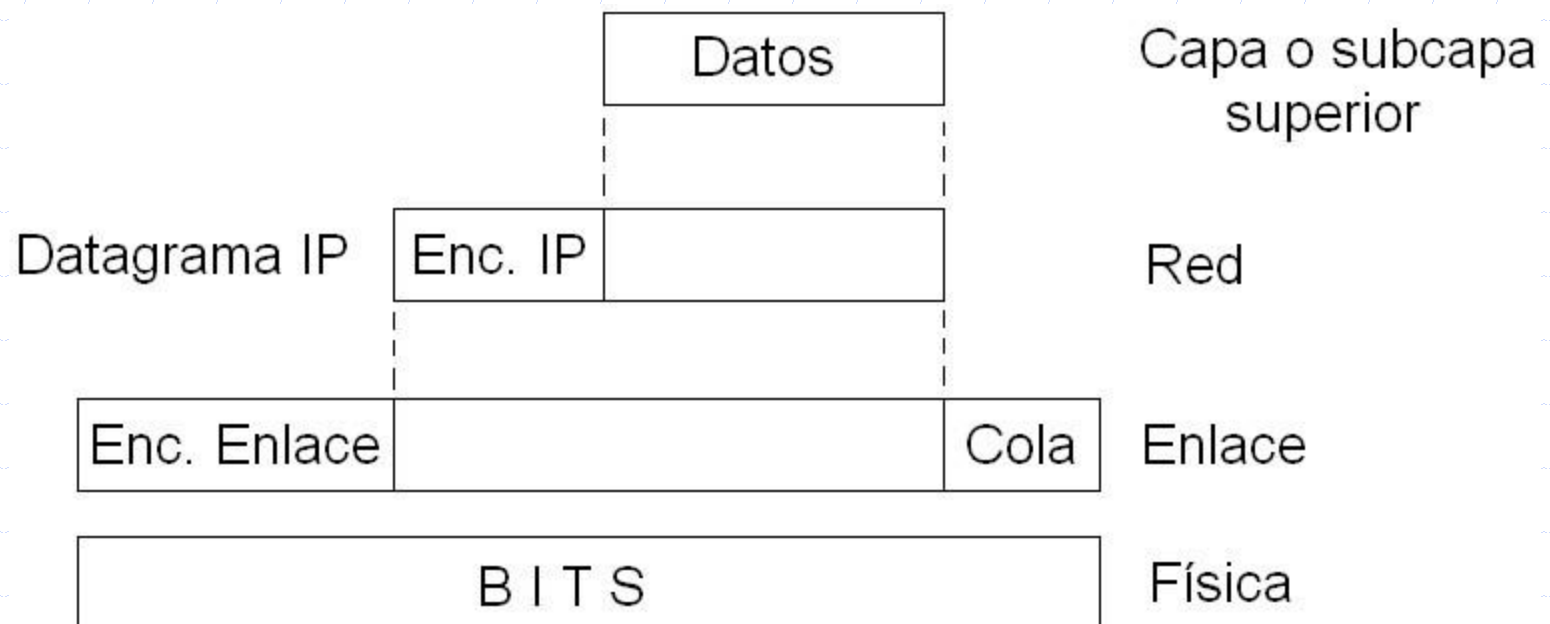 Datos
Capa o subcapa
superior
Datagrama IP
Enc. IP
Red
Enc. Enlace
Cola
Enlace
B I T S
Física